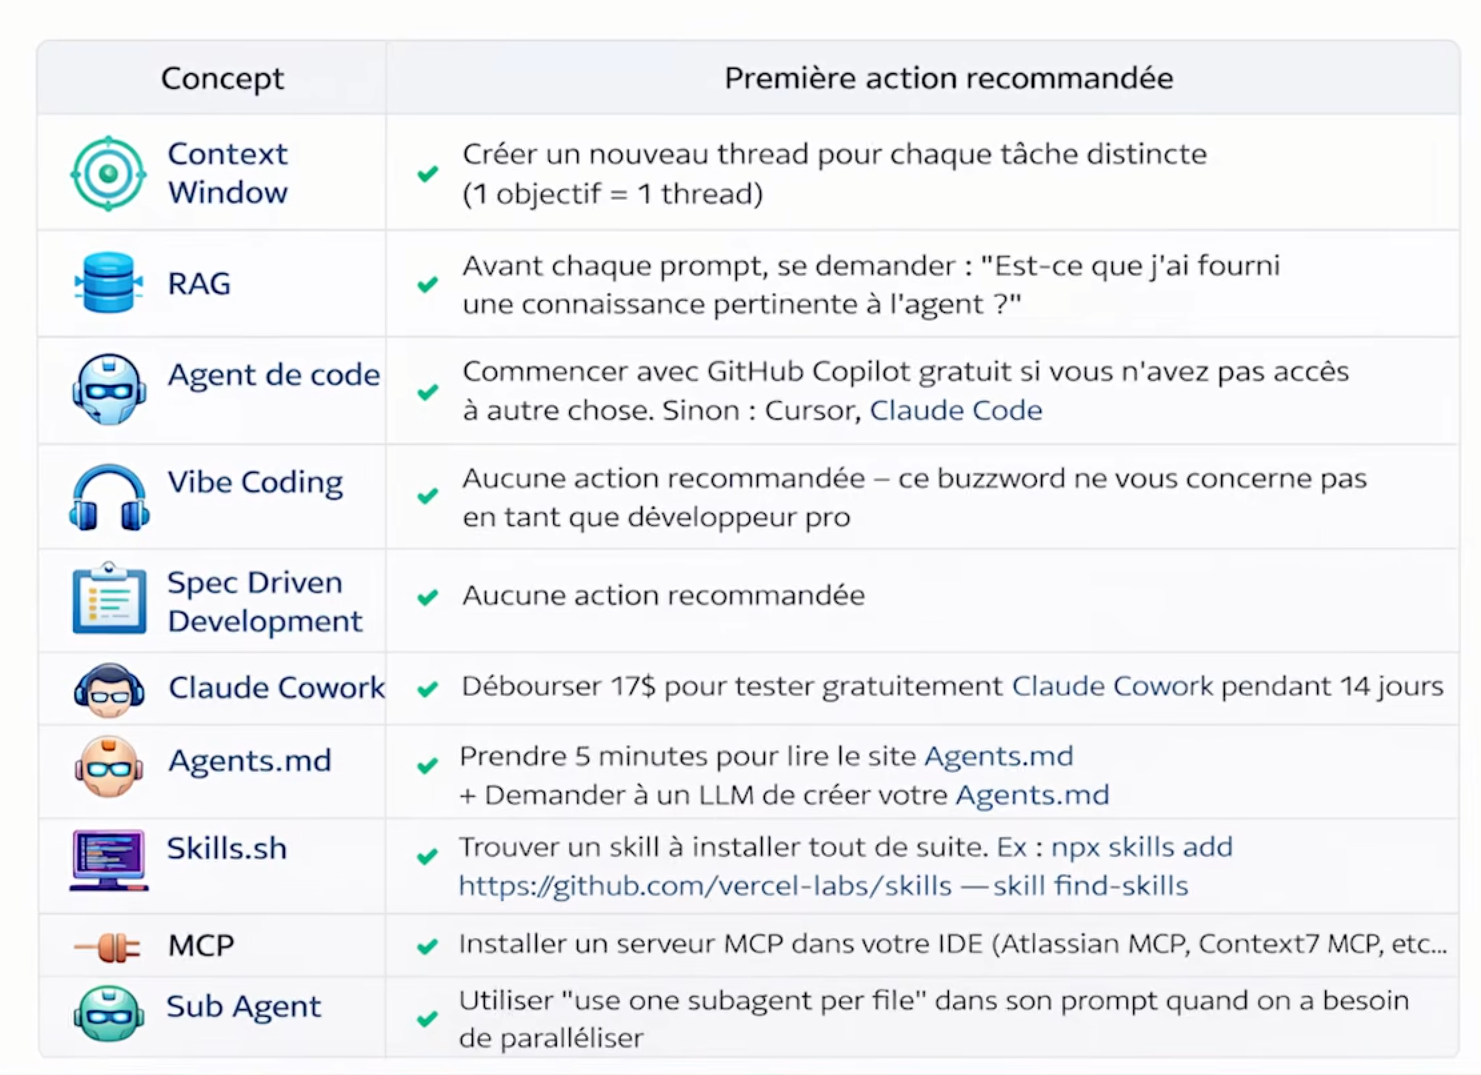 Concept
Première action recommandée
Context
Window
Créer un nouveau thread pour chaque tâche distincte
(1 objectif = 1 thread)
RAG
Avant chaque prompt, se demander : "Est-ce que j'ai fourni
une connaissance pertinente à l'agent ?"
Agent de code
Commencer avec GitHub Copilot gratuit si vous n'avez pas accès
à autre chose. Sinon : Cursor, Claude Code
Vibe Coding
Aucune action recommandée – ce buzzword ne vous concerne pas
en tant que développeur pro
Spec Driven
Development
Aucune action recommandée
Claude Cowork
Débourser 17$ pour tester gratuitement Claude Cowork pendant 14 jours
Agents.md
Prendre 5 minutes pour lire le site Agents.md
+ Demander à un LLM de créer votre Agents.md
Skills.sh
Trouver un skill à installer tout de suite. Ex : npx skills add
https://github.com/vercel-labs/skills —skill find-skills
MCP
Installer un serveur MCP dans votre IDE (Atlassian MCP, Context7 MCP, etc...
Sub Agent
Utiliser "use one subagent per file" dans son prompt quand on a besoin
de paralléliser